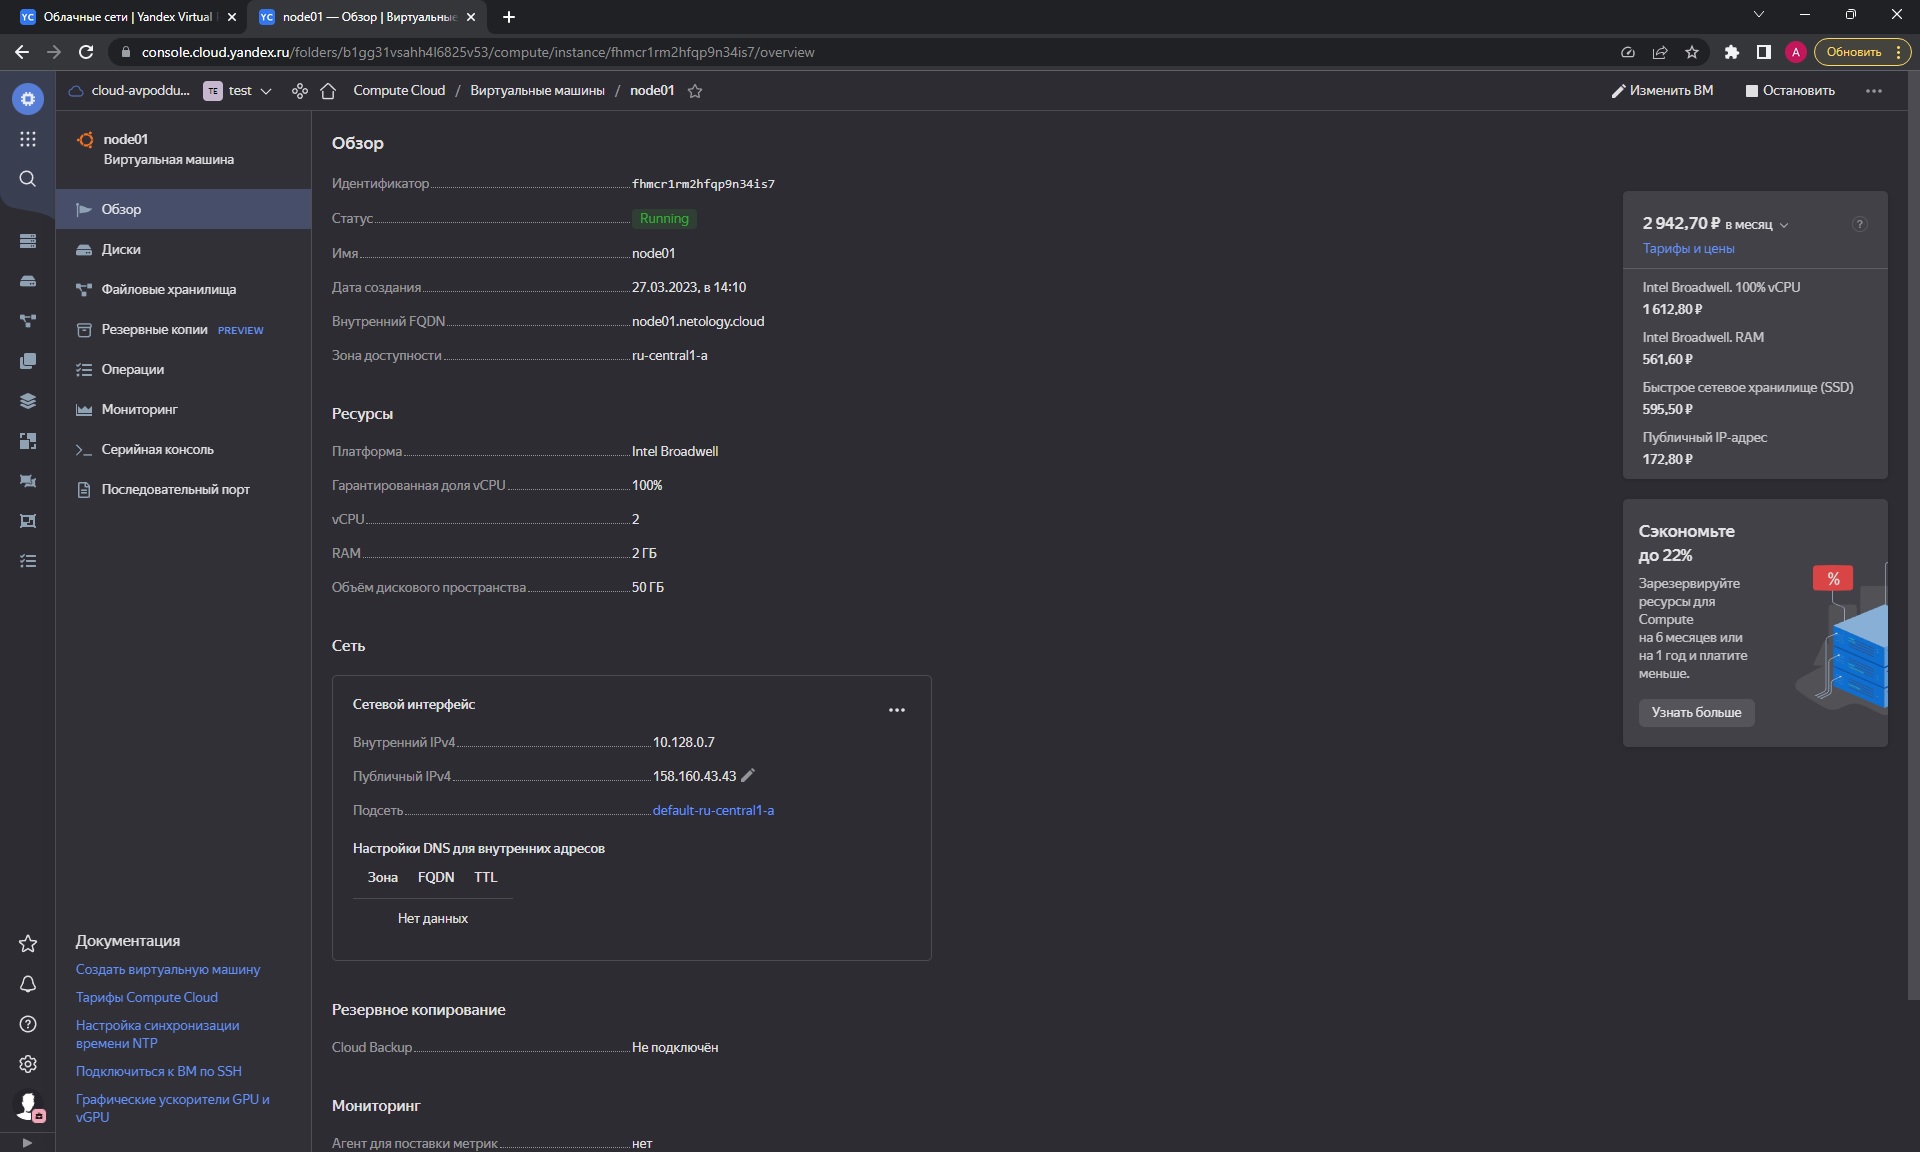 YC Облачные сети | Yandex Virtual
YC node01 — Обзор | Виртуальные
console.cloud.yandex.ru/folders/b1gg31vsahh4l6825v53/compute/instance/fhmcr1rm2hfqp9n34is7/overview
A
Обновить
cloud-avpoddu...
TE test
Compute Cloud / Виртуальные машины / node01
Изменить ВМ
Остановить
node01
Виртуальная машина
Обзор
Диски
Файловые хранилища
Резервные копии PREVIEW
Операции
Мониторинг
Серийная консоль
Последовательный порт
Документация
Создать виртуальную машину
Тарифы Compute Cloud
Настройка синхронизации
времени NTP
Подключиться к ВМ по SSH
Графические ускорители GPU и
vGPU
Обзор
Идентификатор fhmcr1rm2hfqp9n34is7
Статус Running
Имя node01
Дата создания 27.03.2023, в 14:10
Внутренний FQDN node01.netology.cloud
Зона доступности ru-central1-a
Ресурсы
Платформа Intel Broadwell
Гарантированная доля vCPU 100%
vCPU 2
RAM 2 ГБ
Объём дискового пространства 50 ГБ
Сеть
Сетевой интерфейс
Внутренний IPv4 10.128.0.7
Публичный IPv4 158.160.43.43
Подсеть default-ru-central1-a
Настройки DNS для внутренних адресов
Зона FQDN TTL
Нет данных
Резервное копирование
Cloud Backup Не подключён
Мониторинг
Агент для поставки метрик нет
2 942,70 ₽ в месяц
?
Тарифы и цены
Intel Broadwell. 100% vCPU
1 612,80 ₽
Intel Broadwell. RAM
561,60 ₽
Быстрое сетевое хранилище (SSD)
595,50 ₽
Публичный IP-адрес
172,80 ₽
Сэкономьте
до 22%
Зарезервируйте
ресурсы для
Compute
на 6 месяцев или
на 1 год и платите
меньше.
%
Узнать больше